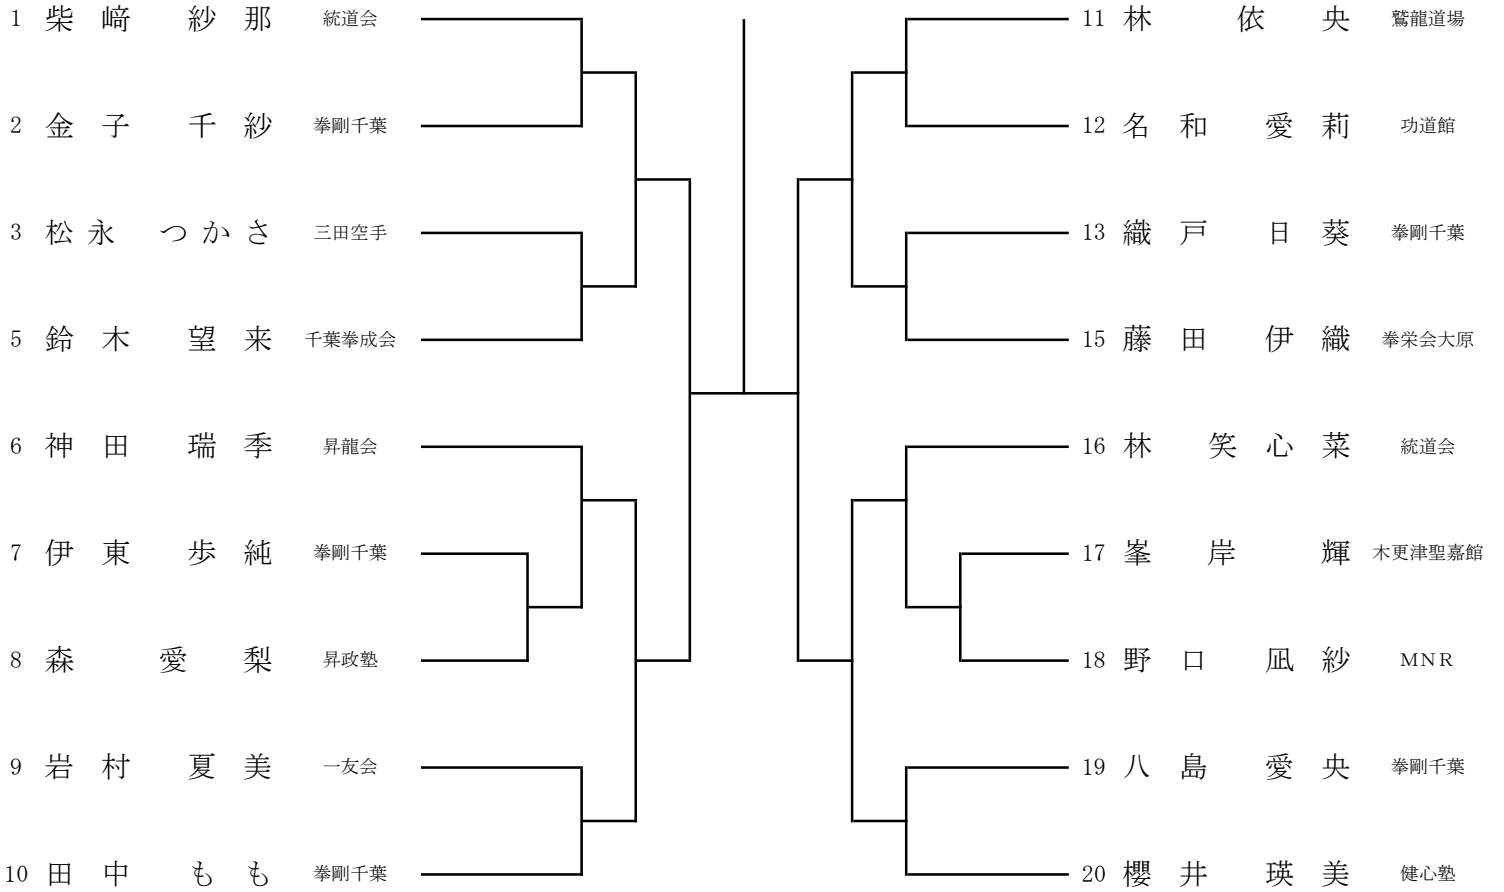 1 柴﨑 紗那 統道会
2 金子 千紗 拳剛千葉
3 松永 つかさ 三田空手
5 鈴木 望来 千葉拳成会
6 神田 瑞季 昇龍会
7 伊東 歩純 拳剛千葉
8 森 愛梨 昇政塾
9 岩村 夏美 一友会
10 田中 もも 拳剛千葉
11 林 依央 鷲龍道場
12 名和 愛莉 功道館
13 織戸 日葵 拳剛千葉
15 藤田 伊織 拳栄会大原
16 林 笑心菜 統道会
17 峯岸 輝 木更津聖嘉館
18 野口 凪紗 MNR
19 八島 愛央 拳剛千葉
20 櫻井 瑛美 健心塾